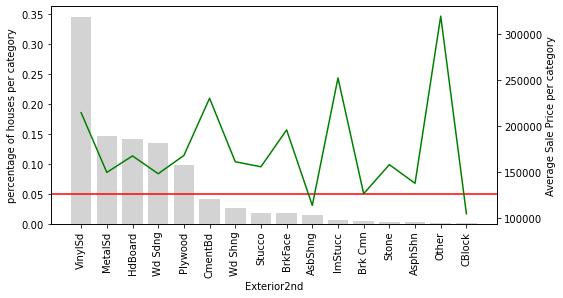 0.35
0.30
0.25
0.20
0.15
0.10
0.05
0.00
percentage of houses per category
300000
250000
200000
150000
100000
Average Sale Price per category
VinylSd
MetalSd
HdBoard
Wd Sdng
Plywood
CmentBd
Wd Shng
Stucco
BrkFace
AsbShng
ImStucc
Brk Cmn
Stone
AsphShn
Other
CBlock
Exterior2nd